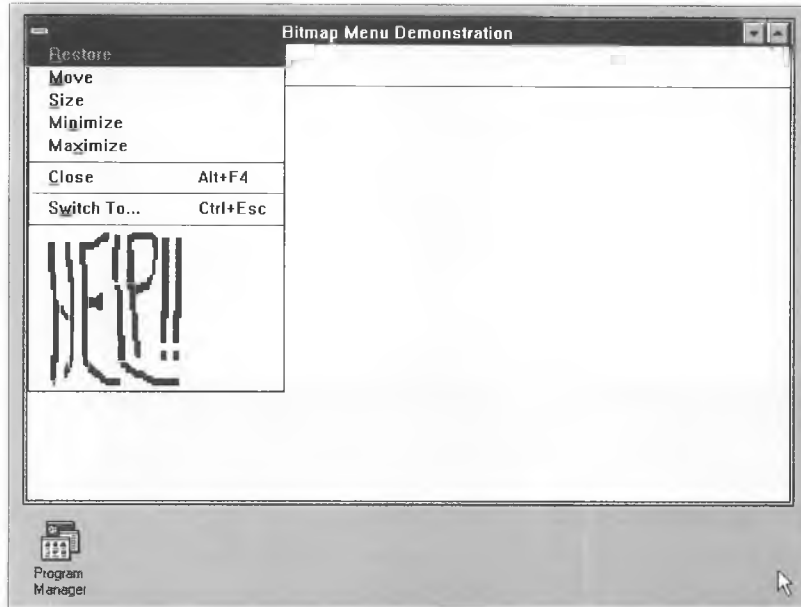 Bitmap Menu Demonstration
Restore
Move
Size
Minimize
Maximize
Close Alt+F4
Switch To... Ctrl+Esc
HELP!!
Program
Manager